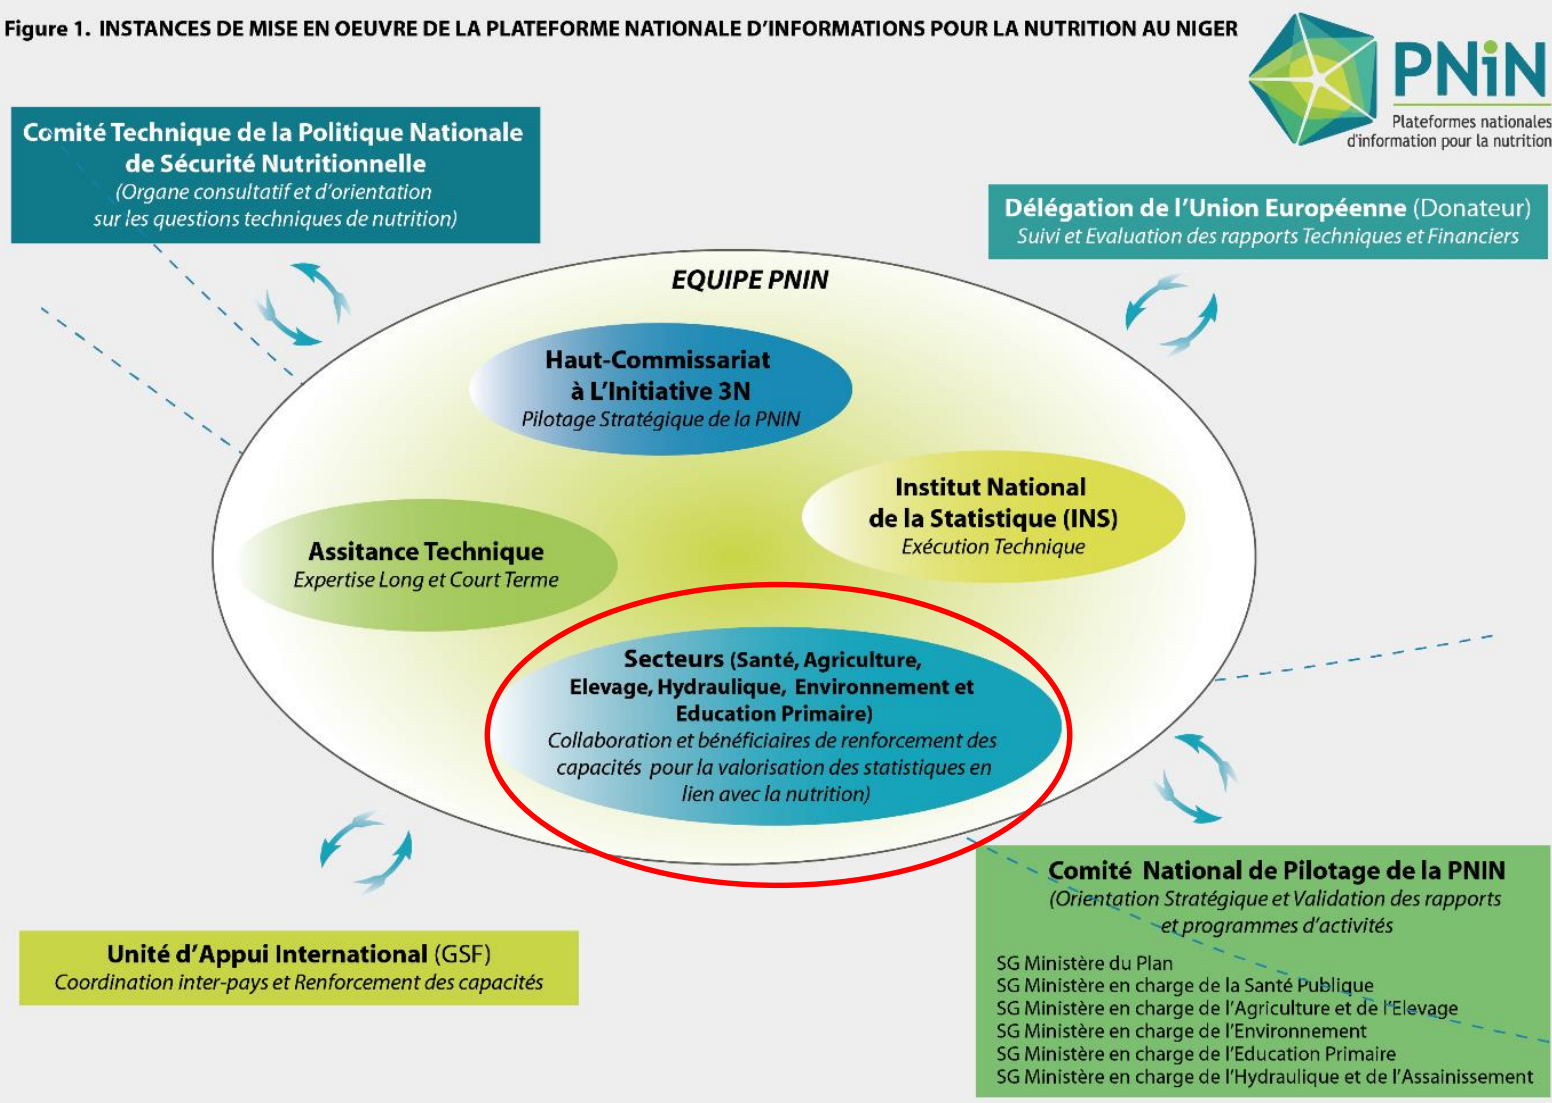 Figure 1. INSTANCES DE MISE EN OEUVRE DE LA PLATEFORME NATIONALE D'INFORMATIONS POUR LA NUTRITION AU NIGER
PNiN
Plateformes nationales
d'information pour la nutrition
Comité Technique de la Politique Nationale
de Sécurité Nutritionnelle
(Organe consultatif et d'orientation
sur les questions techniques de nutrition)
Délégation de l'Union Européenne (Donateur)
Suivi et Evaluation des rapports Techniques et Financiers
EQUIPE PNIN
Haut-Commissariat
à L'Initiative 3N
Pilotage Stratégique de la PNIN
Institut National
de la Statistique (INS)
Exécution Technique
Assitance Technique
Expertise Long et Court Terme
Secteurs (Santé, Agriculture,
Elevage, Hydraulique, Environnement et
Education Primaire)
Collaboration et bénéficiaires de renforcement des
capacités pour la valorisation des statistiques en
lien avec la nutrition)
Unité d'Appui International (GSF)
Coordination inter-pays et Renforcement des capacités
Comité National de Pilotage de la PNIN
(Orientation Stratégique et Validation des rapports
et programmes d'activités
SG Ministère du Plan
SG Ministère en charge de la Santé Publique
SG Ministère en charge de l'Agriculture et de l'Elevage
SG Ministère en charge de l'Environnement
SG Ministère en charge de l'Education Primaire
SG Ministère en charge de l'Hydraulique et de l'Assainissement